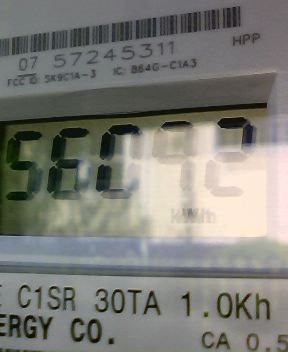 07 57245311
HPP
FCC ID: SK9C1A-3 IC: 864G-C1A3
kWh
C1SR 30TA 1.0Kh
ERGY CO.
CA 0.5